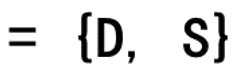 = {D, S}